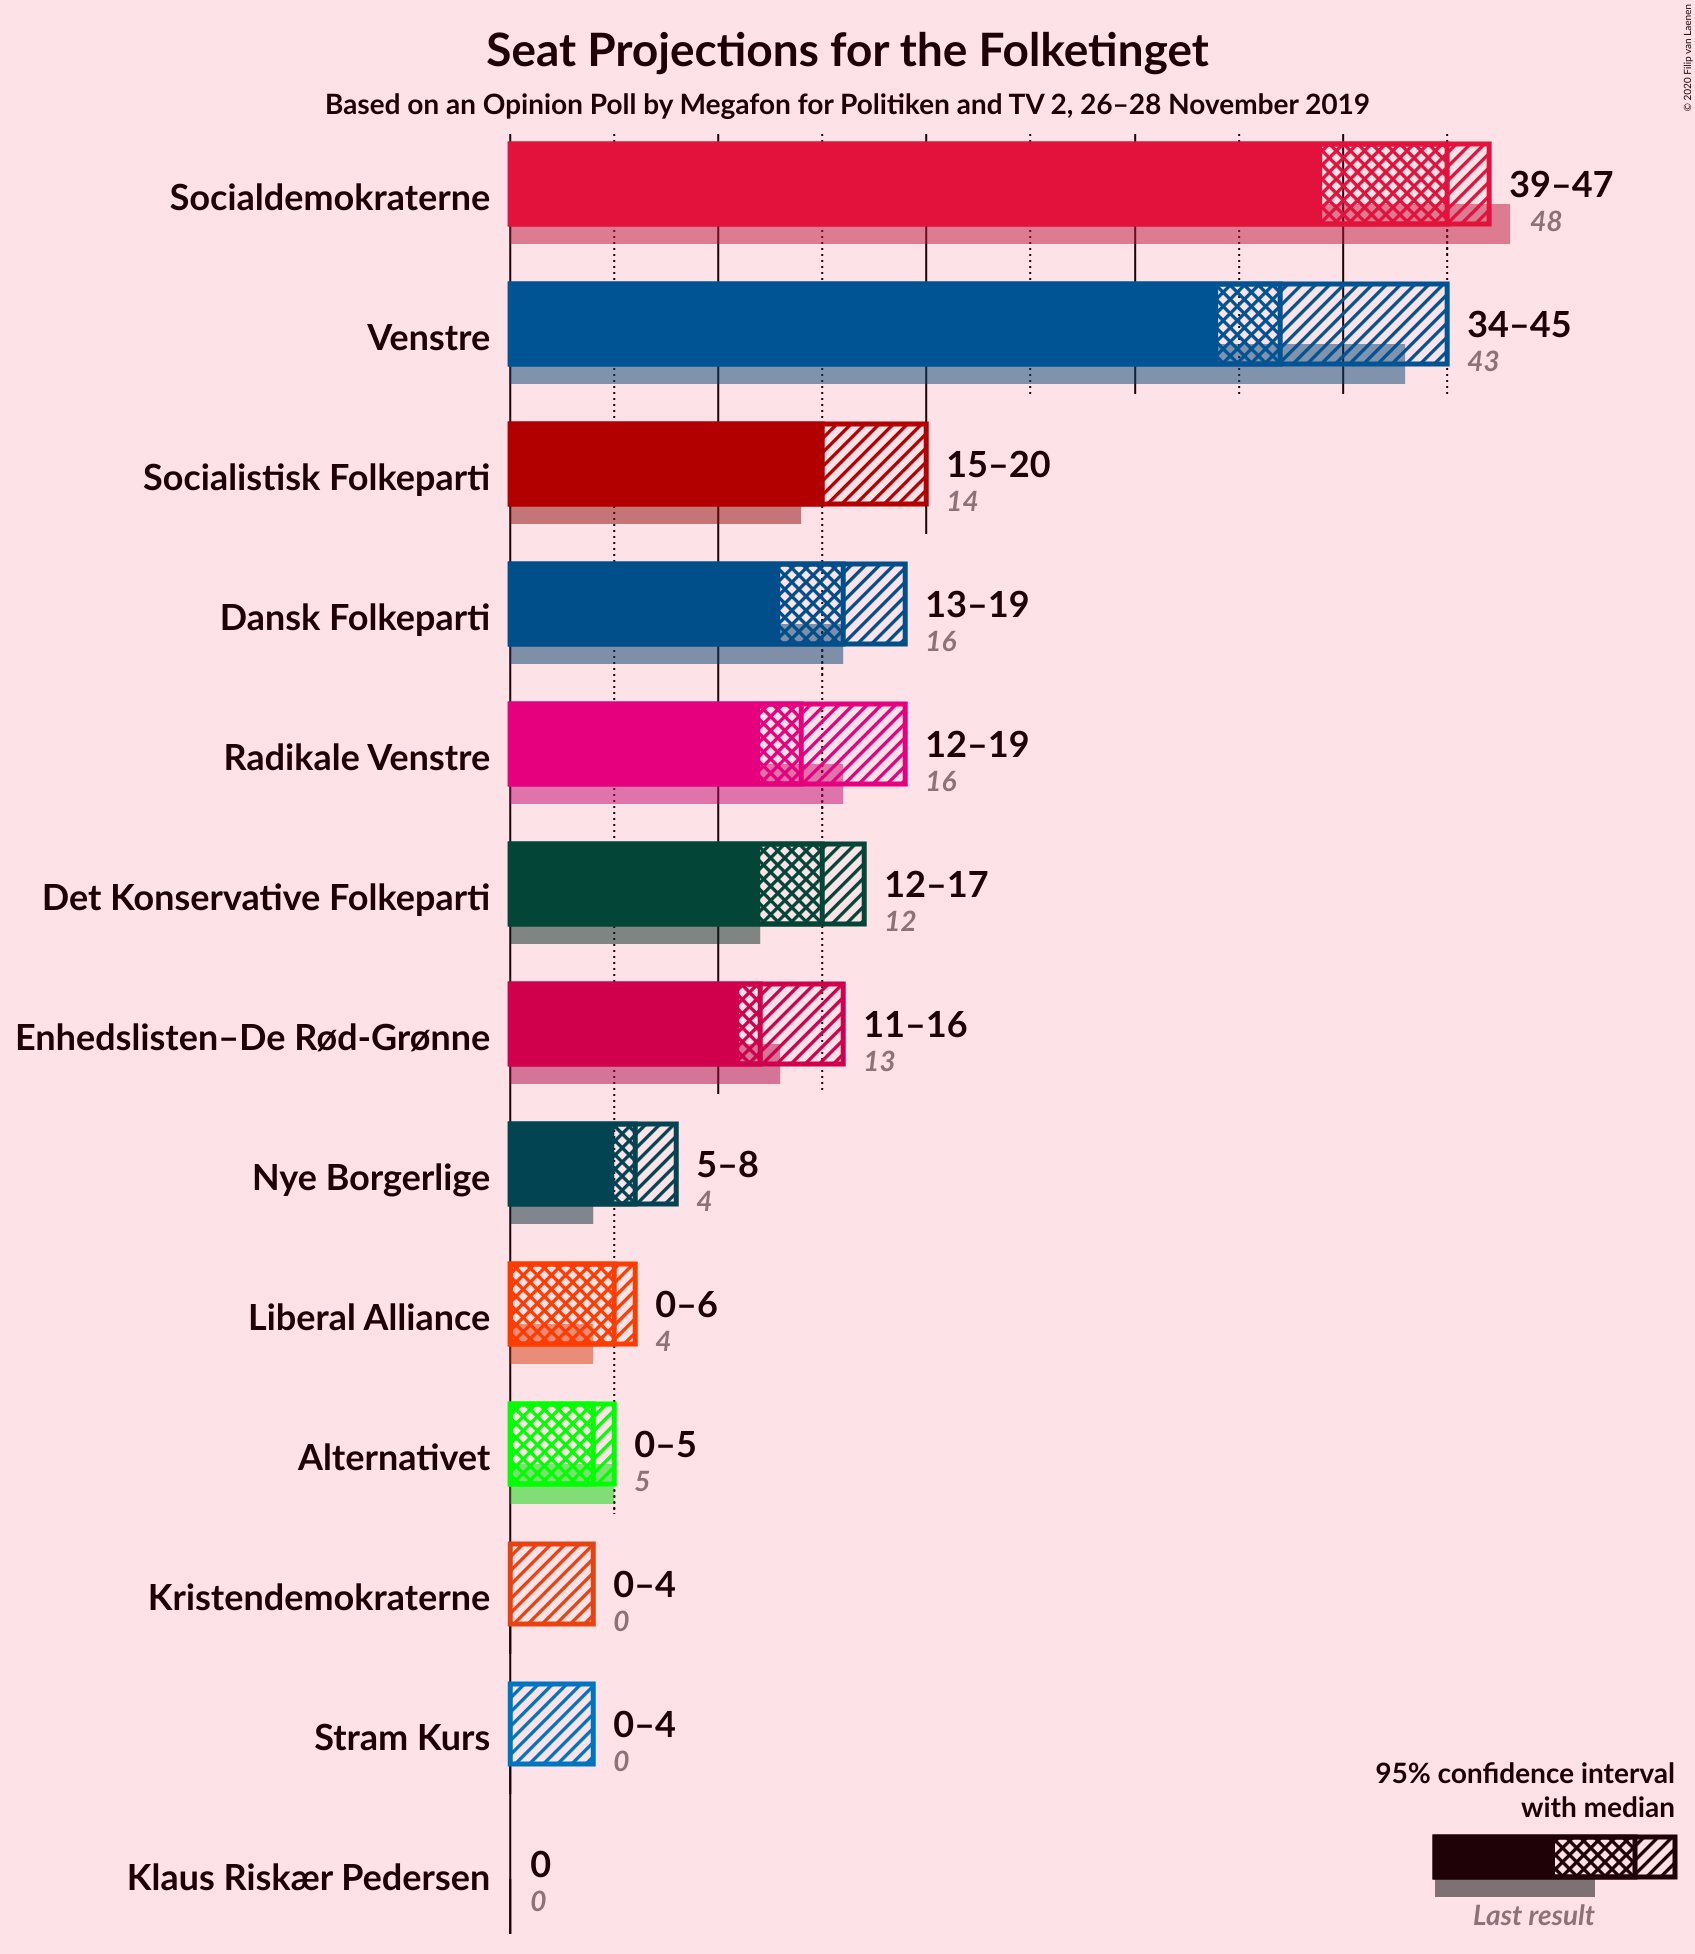 Seat Projections for the Folketinget
Based on an Opinion Poll by Megafon for Politiken and TV 2, 26–28 November 2019
© 2020 Filip van Laenen
Socialdemokraterne
39–47
48
Venstre
34–45
43
Socialistisk Folkeparti
15–20
14
Dansk Folkeparti
13–19
16
Radikale Venstre
12–19
16
Det Konservative Folkeparti
12–17
12
Enhedslisten–De Rød-Grønne
11–16
13
Nye Borgerlige
5–8
4
Liberal Alliance
0–6
4
Alternativet
0–5
5
Kristendemokraterne
0–4
0
Stram Kurs
0–4
0
Klaus Riskær Pedersen
0
0
95% confidence interval
with median
Last result